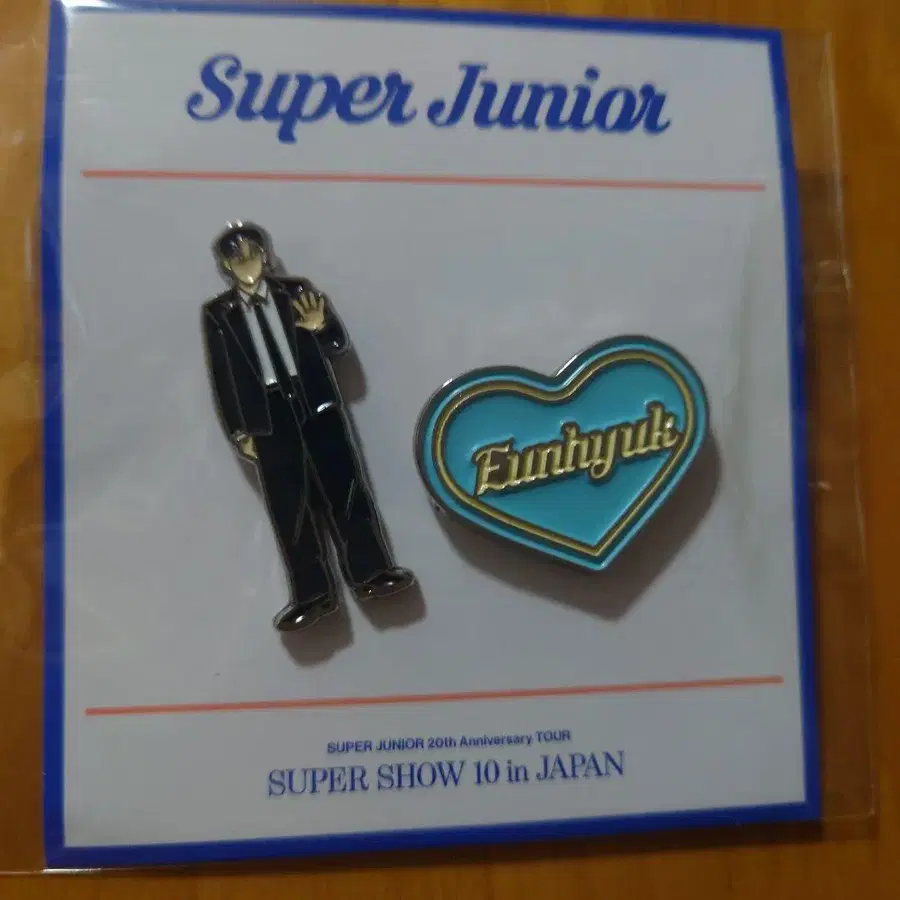 Super Junior
Eunhyuk
SUPER JUNIOR 20th Anniversary TOUR
SUPER SHOW 10 in JAPAN